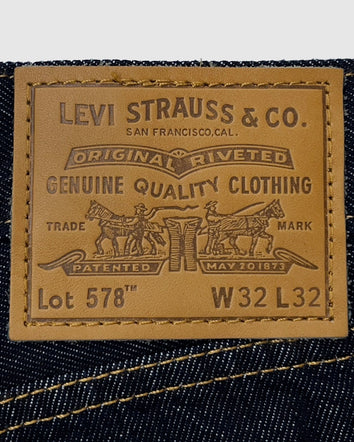 LEVI STRAUSS & CO.
SAN FRANCISCO, CAL.
ORIGINAL RIVETED
GENUINE QUALITY CLOTHING
TRADE MARK
PATENTED MAY 20 1873
Lot 578™ W32 L32